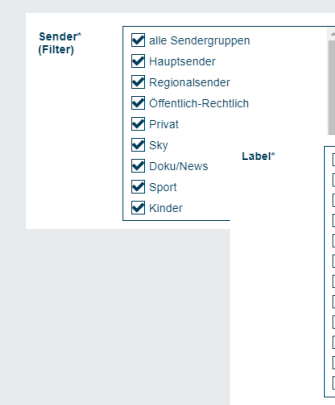 Sender*
(Filter)
alle Sendergruppen
Hauptsender
Regionalsender
Öffentlich-Rechtlich
Privat
Sky
Doku/News
Sport
Kinder
Label*